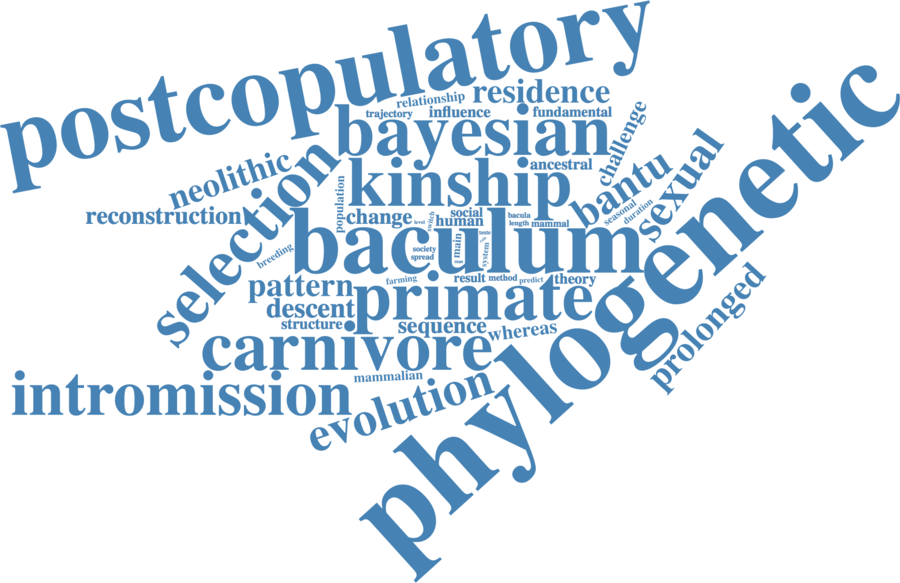 postcopulatory
relationship
residence
trajectory
influence
fundamental
bayesian
challenge
neolithic
selection
kinship
ancestral
bantu
sexual
phylogenetic
population
reconstruction
change
level
switch
social
human
bacula
length
mammal
seasonal
duration
baculum
society
spread
main
system
breeding
pattern
farming
result
method
predict
theory
descent
primate
structure
sequence
whereas
prolonged
carnivore
mammalian
intromission
evolution